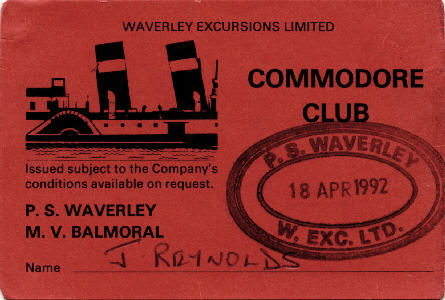 WAVERLEY EXCURSIONS LIMITED
COMMODORE
CLUB
Issued subject to the Company's
conditions available on request.
P. S. WAVERLEY
M. V. BALMORAL
Name J REYNOLDS
P. S. WAVERLEY
18 APR 1992
W. EXC. LTD.